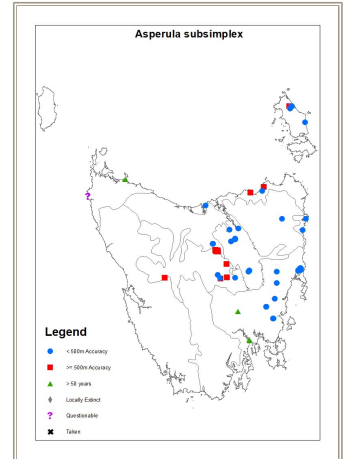 Asperula subsimplex
?
Legend
< 500m Accuracy
>= 500m Accuracy
> 50 years
Locally Extinct
? Questionable
Taken